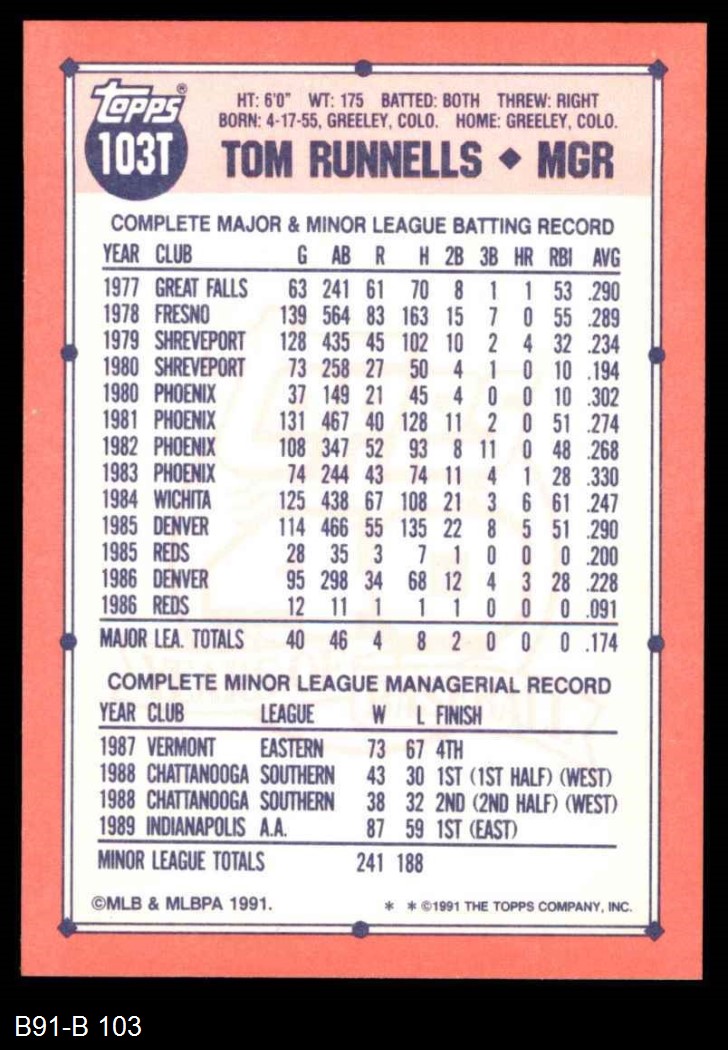 Topps®
103T
HT: 6'0" WT: 175 BATTED: BOTH THREW: RIGHT
BORN: 4-17-55, GREELEY, COLO. HOME: GREELEY, COLO.
TOM RUNNELLS ◆ MGR
COMPLETE MAJOR & MINOR LEAGUE BATTING RECORD
YEAR CLUB G AB R H 2B 3B HR RBI AVG
1977 GREAT FALLS 63 241 61 70 8 1 1 53 .290
1978 FRESNO 139 564 83 163 15 7 0 55 .289
1979 SHREVEPORT 128 435 45 102 10 2 4 32 .234
1980 SHREVEPORT 73 258 27 50 4 1 0 10 .194
1980 PHOENIX 37 149 21 45 4 0 0 10 .302
1981 PHOENIX 131 467 40 128 11 2 0 51 .274
1982 PHOENIX 108 347 52 93 8 11 0 48 .268
1983 PHOENIX 74 244 43 74 11 4 1 28 .330
1984 WICHITA 125 438 67 108 21 3 6 61 .247
1985 DENVER 114 466 55 135 22 8 5 51 .290
1985 REDS 28 35 3 7 1 0 0 0 .200
1986 DENVER 95 298 34 68 12 4 3 28 .228
1986 REDS 12 11 1 1 1 0 0 0 .091
MAJOR LEA. TOTALS 40 46 4 8 2 0 0 0 .174
COMPLETE MINOR LEAGUE MANAGERIAL RECORD
YEAR CLUB LEAGUE W L FINISH
1987 VERMONT EASTERN 73 67 4TH
1988 CHATTANOOGA SOUTHERN 43 30 1ST (1ST HALF) (WEST)
1988 CHATTANOOGA SOUTHERN 38 32 2ND (2ND HALF) (WEST)
1989 INDIANAPOLIS A.A. 87 59 1ST (EAST)
MINOR LEAGUE TOTALS 241 188
©MLB & MLBPA 1991. * * ©1991 THE TOPPS COMPANY, INC.
B91-B 103